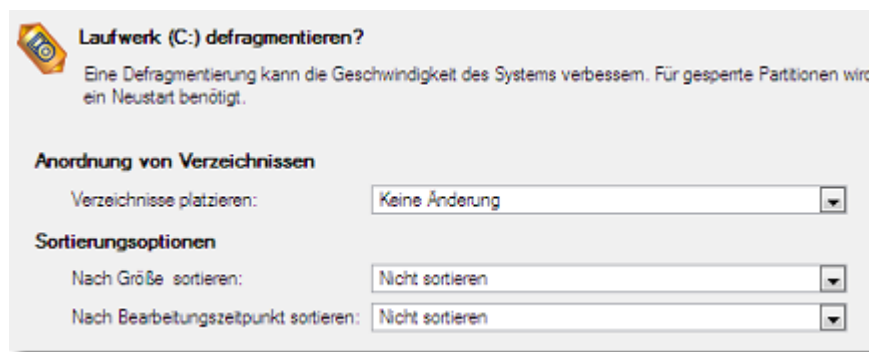 Laufwerk (C:) defragmentieren?
Eine Defragmentierung kann die Geschwindigkeit des Systems verbessern. Für gesperrte Partitionen wird
ein Neustart benötigt.
Anordnung von Verzeichnissen
Verzeichnisse platzieren: Keine Änderung
Sortierungsoptionen
Nach Größe sortieren: Nicht sortieren
Nach Bearbeitungszeitpunkt sortieren: Nicht sortieren